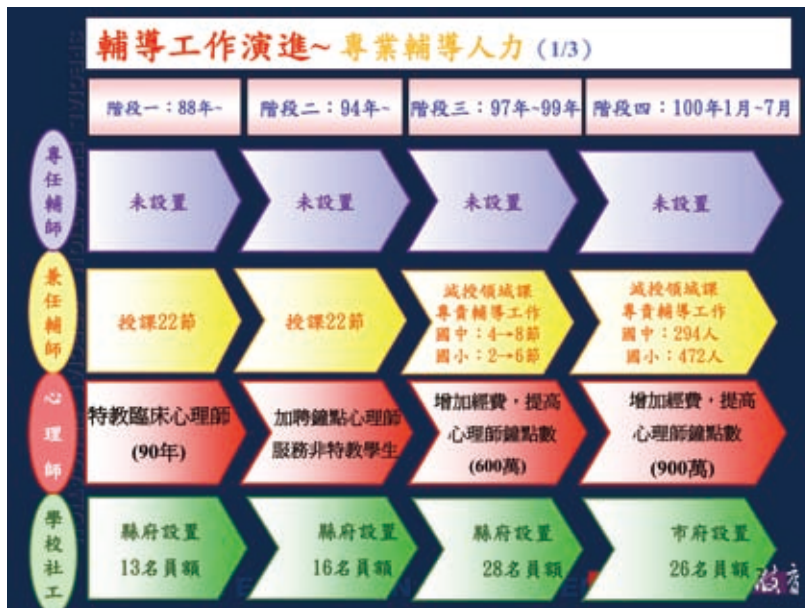 輔導工作演進~專業輔導人力(1/3)
階段一：88年~
階段二：94年~
階段三：97年~99年
階段四：100年1月~7月
專任輔師
未設置
未設置
未設置
未設置
兼任輔師
授課22節
授課22節
減授領域課
專責輔導工作
國中：4→8節
國小：2→6節
減授領域課
專責輔導工作
國中：294人
國小：472人
心理師
特教臨床心理師
(90年)
加聘鐘點心理師
服務非特教學生
增加經費，提高
心理師鐘點數
(600萬)
增加經費，提高
心理師鐘點數
(900萬)
學校社工
縣府設置
13名員額
縣府設置
16名員額
縣府設置
28名員額
市府設置
26名員額